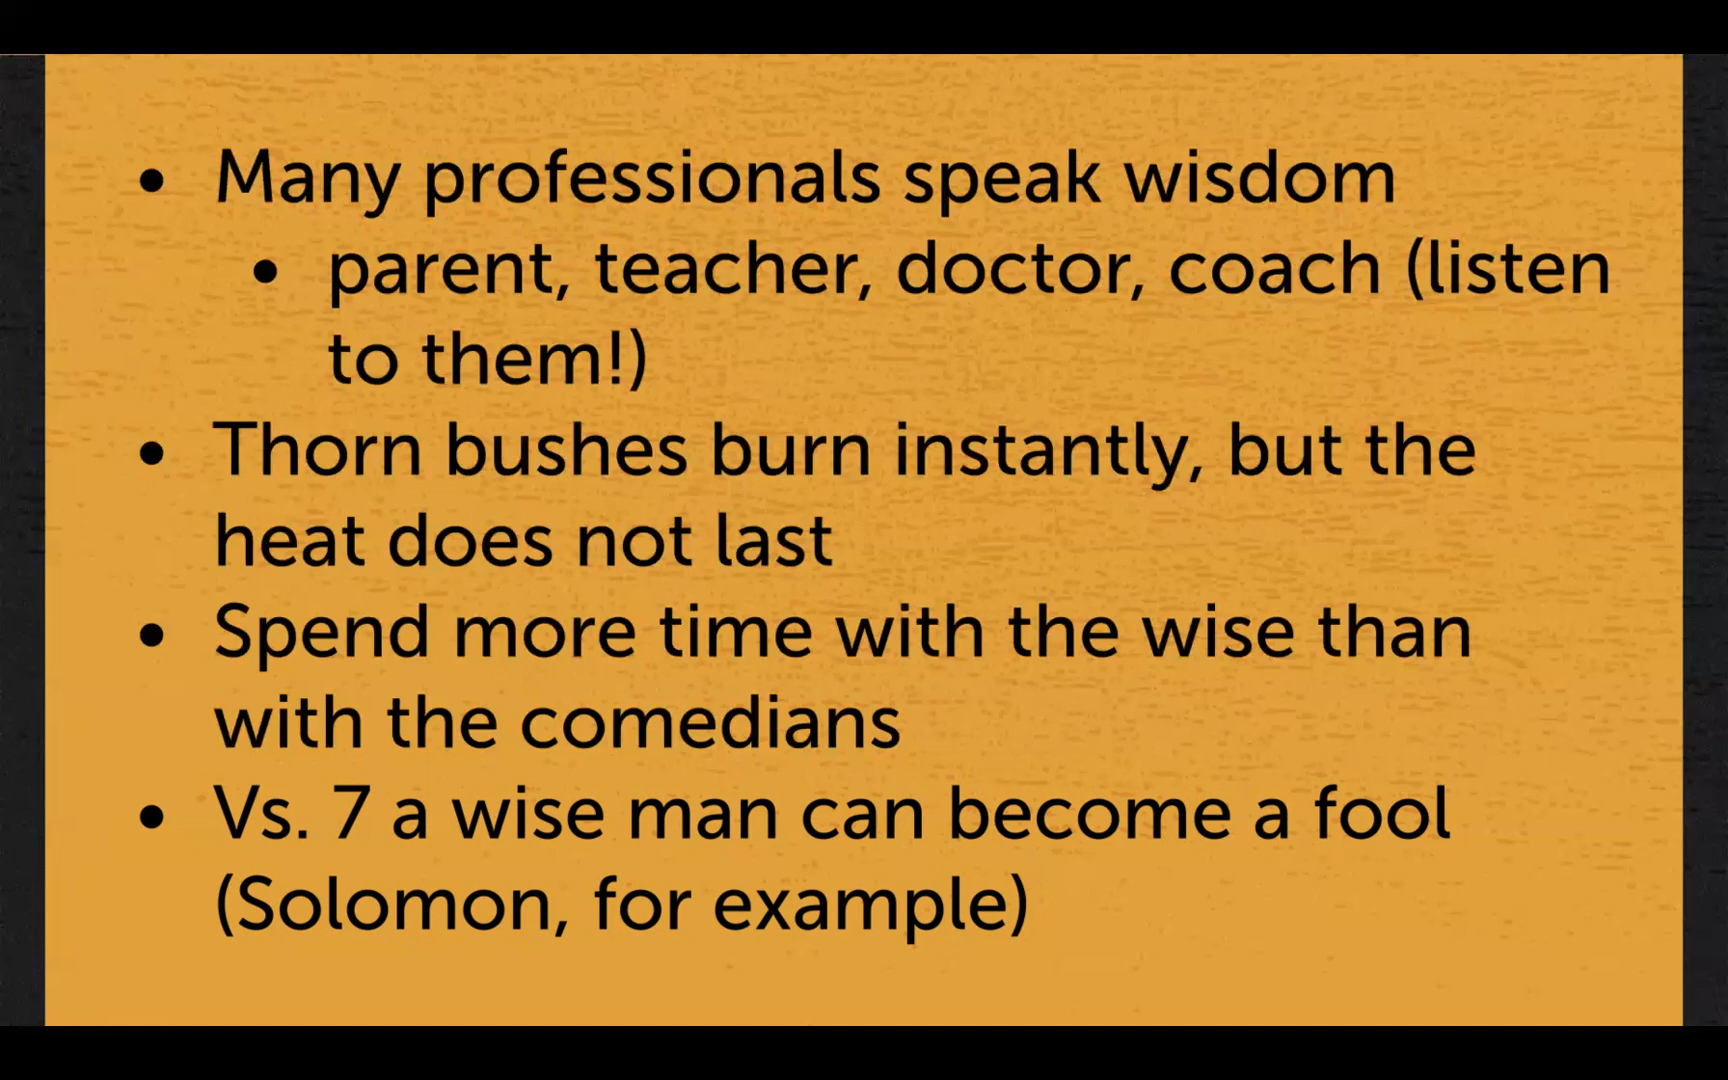 • Many professionals speak wisdom
• parent, teacher, doctor, coach (listen
to them!)
• Thorn bushes burn instantly, but the
heat does not last
• Spend more time with the wise than
with the comedians
• Vs. 7 a wise man can become a fool
(Solomon, for example)